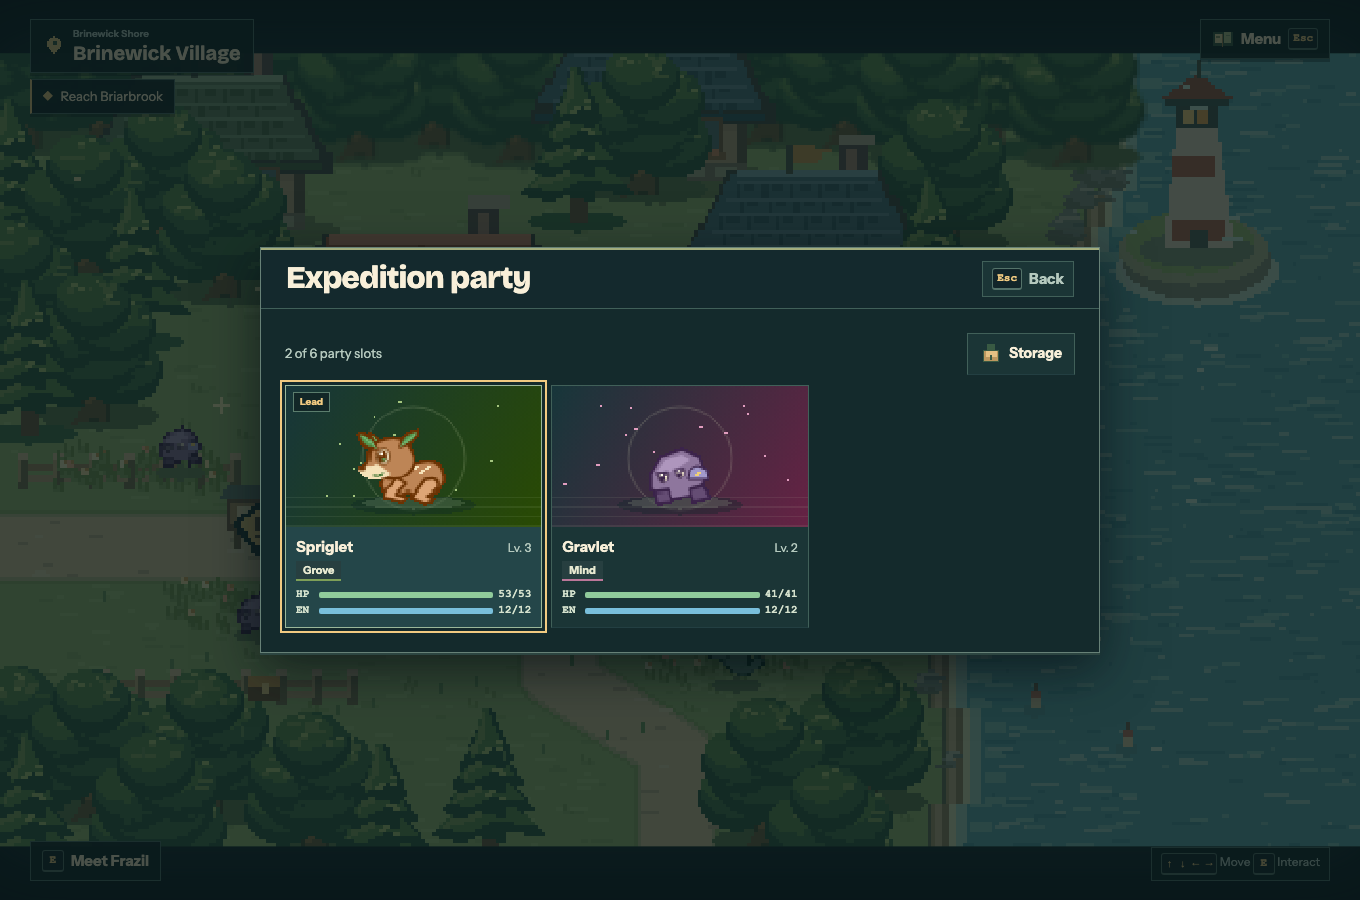 Brinewick Shore
Brinewick Village
Menu Esc
Reach Briarbrook
Expedition party
Esc Back
2 of 6 party slots
Storage
Lead
Spriglet Lv. 3
Grove
HP 53/53
EN 12/12
Gravlet Lv. 2
Mind
HP 41/41
EN 12/12
E Meet Frazil
↑ ↓ ← → Move E Interact